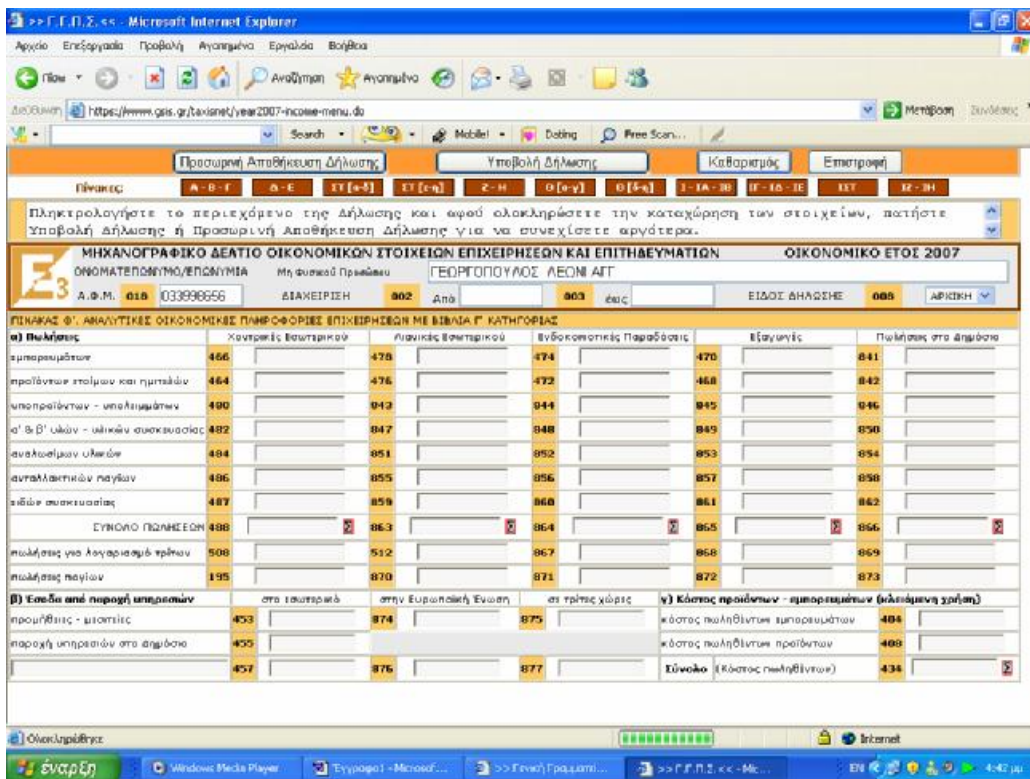 >> Γ.Γ.Π.Σ. << - Microsoft Internet Explorer
Αρχείο Επεξεργασία Προβολή Αγαπημένα Εργαλεία Βοήθεια
Πίσω Αναζήτηση Αγαπημένα
Διεύθυνση https://www.gsis.gr/taxisnet/year2007-income-menu.do Μετάβαση Συνδέσεις
Search Mobile! Dating Free Scan...
Προσωρινή Αποθήκευση Δήλωσης Υποβολή Δήλωσης Καθαρισμός Επιστροφή
Πίνακες: Α - Β - Γ Δ - Ε ΣΤ [α-δ] ΣΤ [ε-η] Ζ - Η Θ [α-γ] Θ [δ-η] Ι - ΙΑ - ΙΒ ΙΓ - ΙΔ - ΙΕ ΙΣΤ ΙΖ - ΙΗ
Πληκτρολογήστε το περιεχόμενο της Δήλωσης και αφού ολοκληρώσετε την καταχώρηση των στοιχείων, πατήστε
Υποβολή Δήλωσης ή Προσωρινή Αποθήκευση Δήλωσης για να συνεχίσετε αργότερα.
Ε3 ΜΗΧΑΝΟΓΡΑΦΙΚΟ ΔΕΛΤΙΟ ΟΙΚΟΝΟΜΙΚΩΝ ΣΤΟΙΧΕΙΩΝ ΕΠΙΧΕΙΡΗΣΕΩΝ ΚΑΙ ΕΠΙΤΗΔΕΥΜΑΤΙΩΝ ΟΙΚΟΝΟΜΙΚΟ ΕΤΟΣ 2007
ΟΝΟΜΑΤΕΠΩΝΥΜΟ/ΕΠΩΝΥΜΙΑ Μη Φυσικού Προσώπου ΓΕΩΡΓΟΠΟΥΛΟΣ ΛΕΩΝΙ ΑΓΓ
Α.Φ.Μ. 018 033998656 ΔΙΑΧΕΙΡΙΣΗ 002 Από 003 έως ΕΙΔΟΣ ΔΗΛΩΣΗΣ 008 ΑΡΧΙΚΗ
ΠΙΝΑΚΑΣ Θ'. ΑΝΑΛΥΤΙΚΕΣ ΟΙΚΟΝΟΜΙΚΕΣ ΠΛΗΡΟΦΟΡΙΕΣ ΕΠΙΧΕΙΡΗΣΕΩΝ ΜΕ ΒΙΒΛΙΑ Γ' ΚΑΤΗΓΟΡΙΑΣ
α) Πωλήσεις Χοντρικές Εσωτερικού Λιανικές Εσωτερικού Ενδοκοινοτικές Παραδόσεις Εξαγωγές Πωλήσεις στο Δημόσιο
εμπορευμάτων 466 478 474 470 841
προϊόντων ετοίμων και ημιτελών 464 476 472 468 842
υποπροϊόντων - υπολειμμάτων 480 843 844 845 846
α' & β' υλών - υλικών συσκευασίας 482 847 848 849 850
αναλωσίμων υλικών 484 851 852 853 854
ανταλλακτικών παγίων 486 855 856 857 858
ειδών συσκευασίας 487 859 860 861 862
ΣΥΝΟΛΟ ΠΩΛΗΣΕΩΝ 488 Σ 863 Σ 864 Σ 865 Σ 866 Σ
πωλήσεις για λογαριασμό τρίτων 508 512 867 868 869
πωλήσεις παγίων 195 870 871 872 873
β) Έσοδα από παροχή υπηρεσιών στο εσωτερικό στην Ευρωπαϊκή Ένωση σε τρίτες χώρες γ) Κόστος προϊόντων - εμπορευμάτων (κλειόμενη χρήση)
προμήθειες - μεσιτείες 453 874 875 κόστος πωληθέντων εμπορευμάτων 404
παροχή υπηρεσιών στο Δημόσιο 455 κόστος πωληθέντων προϊόντων 408
457 876 877 Σύνολο (Κόστος πωληθέντων) 434 Σ
Ολοκληρώθηκε Internet
έναρξη Windows Media Player Έγγραφο1 - Microsof... >> Γενική Γραμματ... >> Γ.Γ.Π.Σ. << - Mic... EN 4:42 μμ